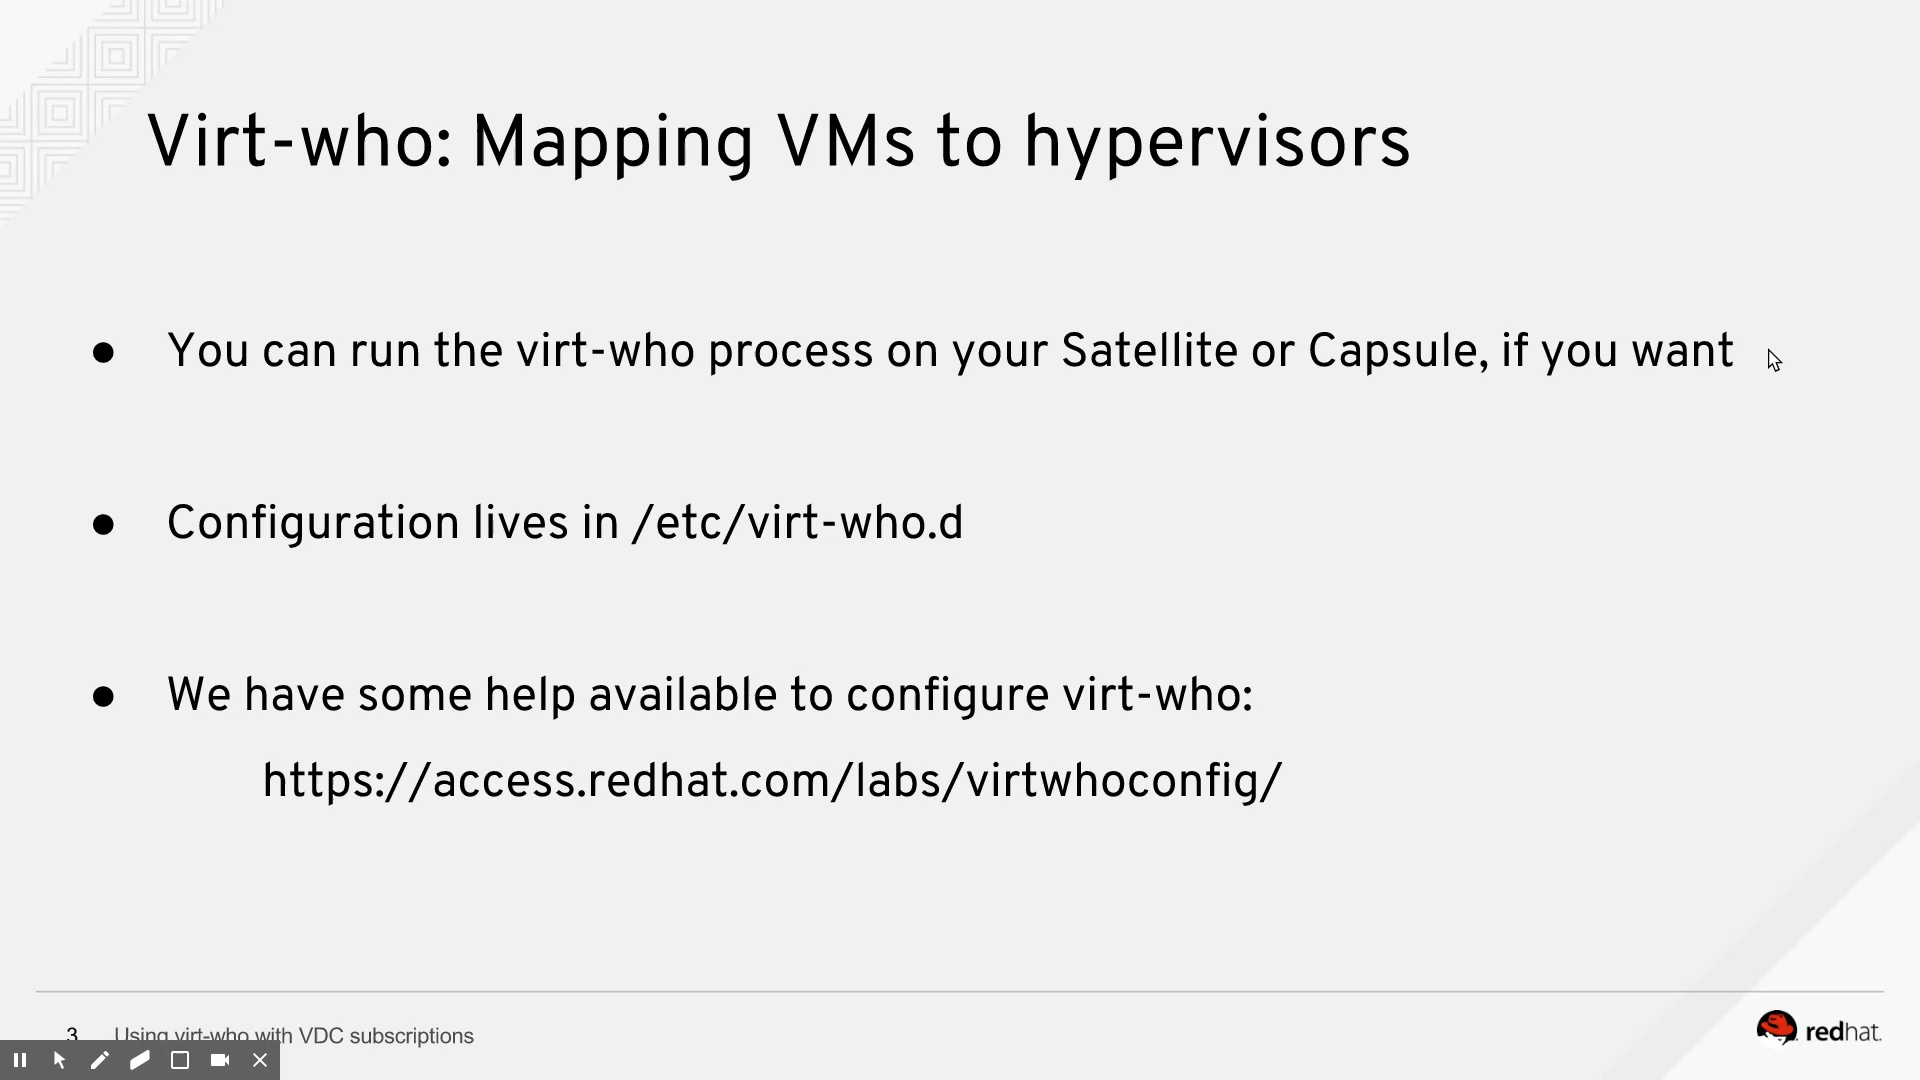 Virt-who: Mapping VMs to hypervisors
● You can run the virt-who process on your Satellite or Capsule, if you want
● Configuration lives in /etc/virt-who.d
● We have some help available to configure virt-who:
https://access.redhat.com/labs/virtwhoconfig/
3 Using virt-who with VDC subscriptions
redhat.